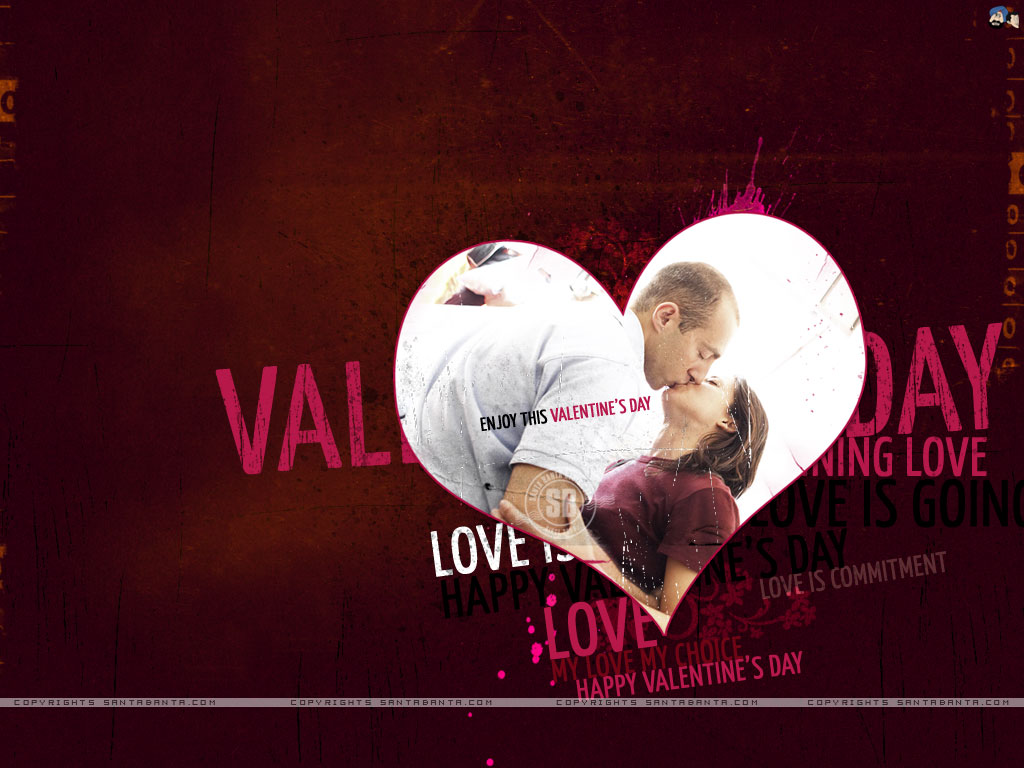 VAL
DAY
ENJOY THIS VALENTINE'S DAY
NING LOVE
LOVE IS GOING
LOVE IS
HAPPY VALENTINE'S DAY
LOVE IS COMMITMENT
LOVE
MY LOVE MY CHOICE
HAPPY VALENTINE'S DAY
SB
COPYRIGHTS SANTABANTA.COM COPYRIGHTS SANTABANTA.COM COPYRIGHTS SANTABANTA.COM COPYRIGHTS SANTABANTA.COM